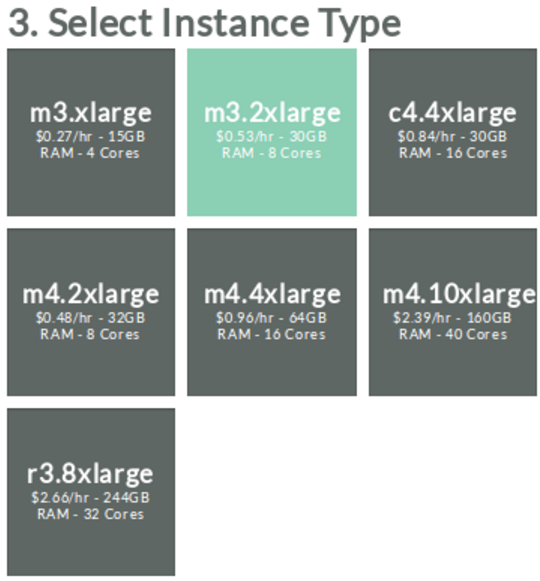 3. Select Instance Type
m3.xlarge
$0.27/hr - 15GB
RAM - 4 Cores
m3.2xlarge
$0.53/hr - 30GB
RAM - 8 Cores
c4.4xlarge
$0.84/hr - 30GB
RAM - 16 Cores
m4.2xlarge
$0.48/hr - 32GB
RAM - 8 Cores
m4.4xlarge
$0.96/hr - 64GB
RAM - 16 Cores
m4.10xlarge
$2.39/hr - 160GB
RAM - 40 Cores
r3.8xlarge
$2.66/hr - 244GB
RAM - 32 Cores